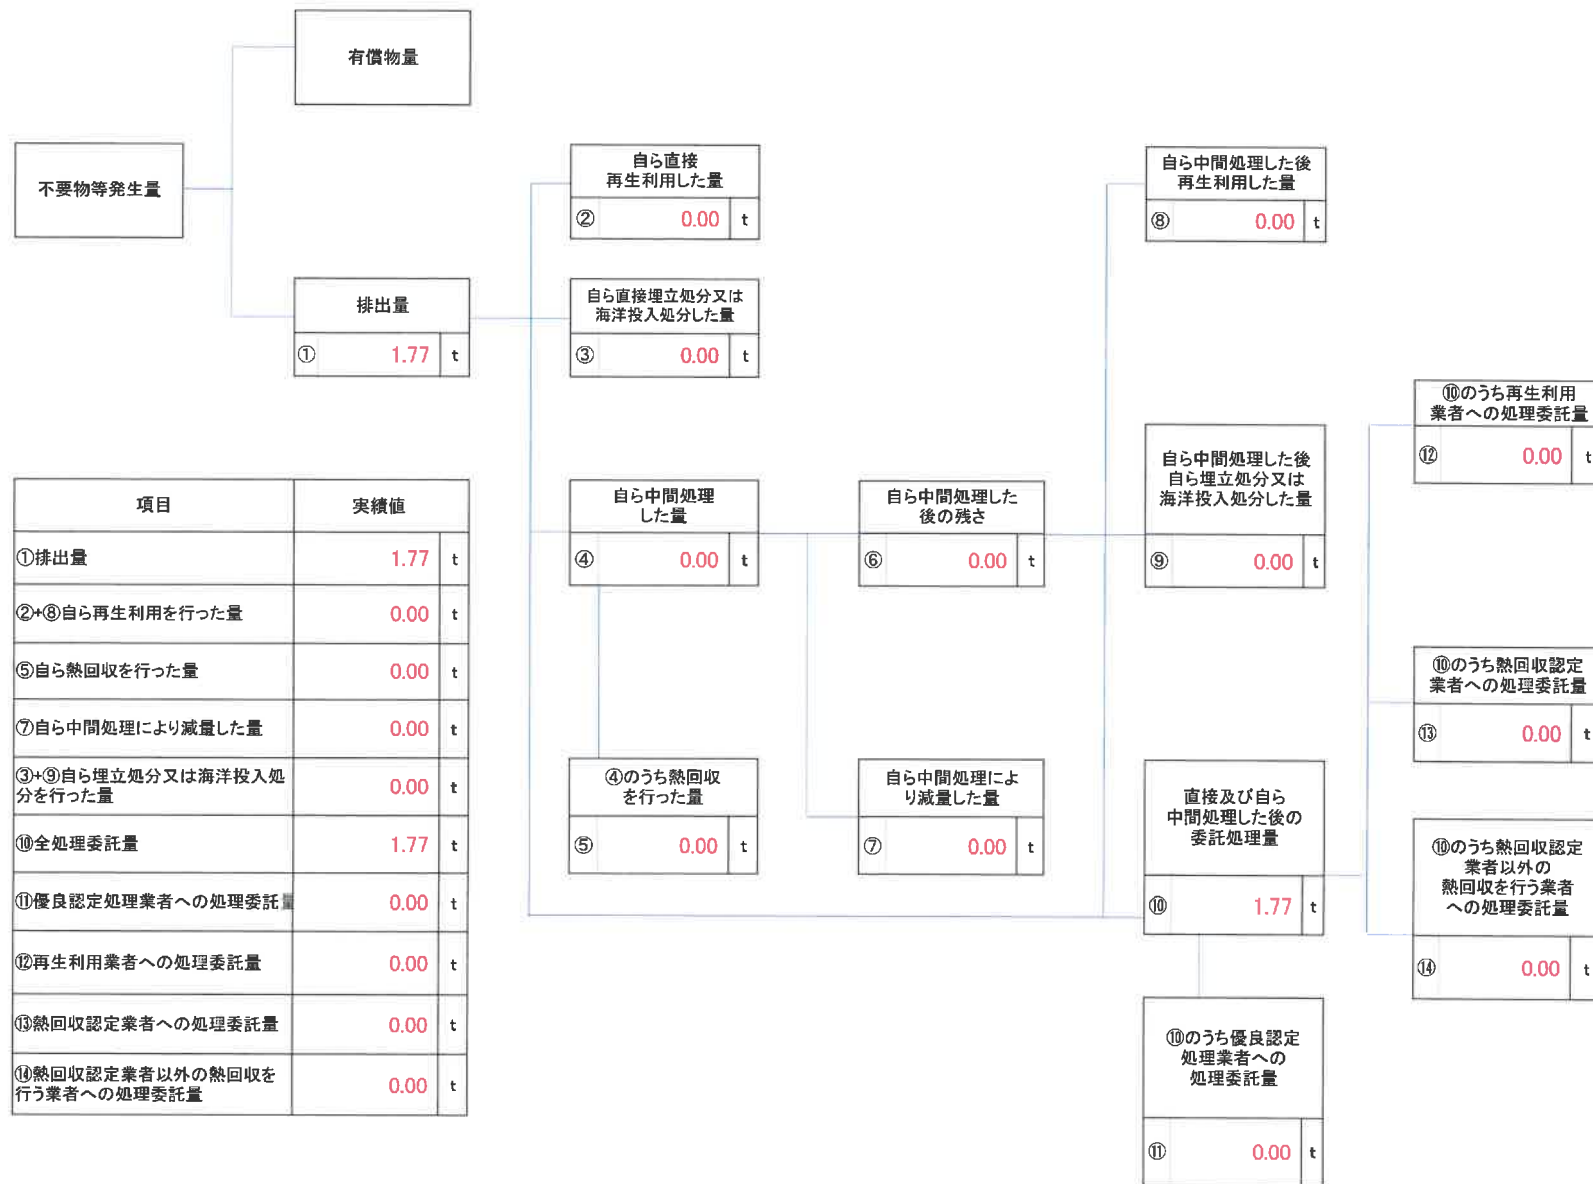 有償物量
不要物等発生量
排出量
① 1.77 t
自ら直接
再生利用した量
② 0.00 t
自ら直接埋立処分又は
海洋投入処分した量
③ 0.00 t
自ら中間処理
した量
④ 0.00 t
④のうち熱回収
を行った量
⑤ 0.00 t
自ら中間処理した
後の残さ
⑥ 0.00 t
自ら中間処理によ
り減量した量
⑦ 0.00 t
自ら中間処理した後
再生利用した量
⑧ 0.00 t
自ら中間処理した後
自ら埋立処分又は
海洋投入処分した量
⑨ 0.00 t
直接及び自ら
中間処理した後の
委託処理量
⑩ 1.77 t
⑩のうち優良認定
処理業者への
処理委託量
⑪ 0.00 t
⑩のうち再生利用
業者への処理委託量
⑫ 0.00 t
⑩のうち熱回収認定
業者への処理委託量
⑬ 0.00 t
⑩のうち熱回収認定
業者以外の
熱回収を行う業者
への処理委託量
⑭ 0.00 t
項目 実績値
①排出量 1.77 t
②+⑧自ら再生利用を行った量 0.00 t
⑤自ら熱回収を行った量 0.00 t
⑦自ら中間処理により減量した量 0.00 t
③+⑨自ら埋立処分又は海洋投入処
分を行った量 0.00 t
⑩全処理委託量 1.77 t
⑪優良認定処理業者への処理委託量 0.00 t
⑫再生利用業者への処理委託量 0.00 t
⑬熱回収認定業者への処理委託量 0.00 t
⑭熱回収認定業者以外の熱回収を
行う業者への処理委託量 0.00 t